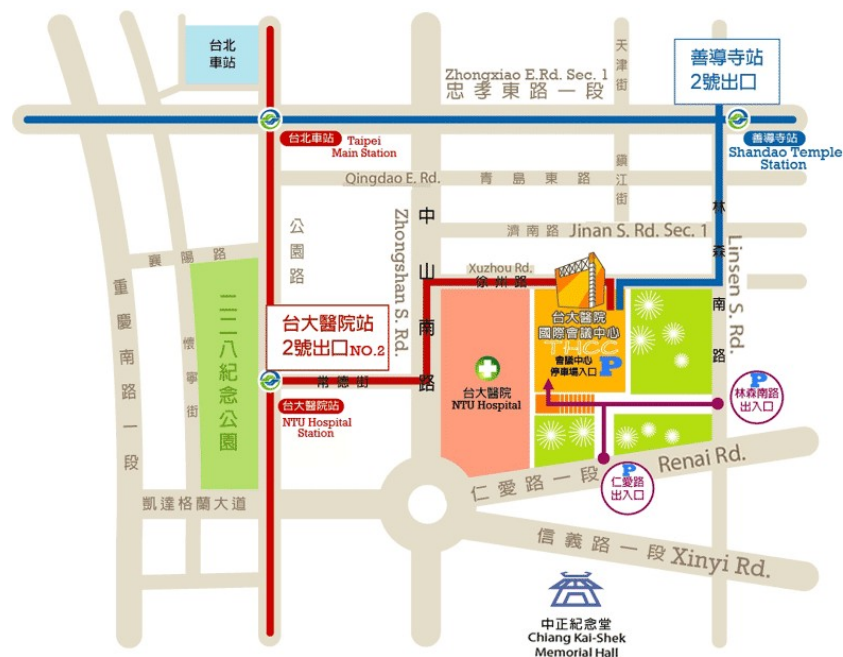 台北
車站
Zhongxiao E.Rd. Sec. 1
忠孝東路一段
天津街
善導寺站
2號出口
台北車站
Taipei
Main Station
善導寺站
Shandao Temple
Station
Qingdao E. Rd.
青島東路
鎮江街
林森南路
Linsen S. Rd.
公園路
中山南路
Zhongshan S. Rd.
濟南路 Jinan S. Rd. Sec. 1
襄陽路
Xuzhou Rd.
徐州路
重慶南路一段
二二八紀念公園
懷寧街
台大醫院站
2號出口NO.2
台大醫院
國際會議中心
THCC
會議中心
停車場入口
P
常德街
台大醫院站
NTU Hospital
Station
台大醫院
NTU Hospital
P
林森南路
出入口
仁愛路一段 Renai Rd.
P
仁愛路
出入口
凱達格蘭大道
信義路一段 Xinyi Rd.
中正紀念堂
Chiang Kai-Shek
Memorial Hall